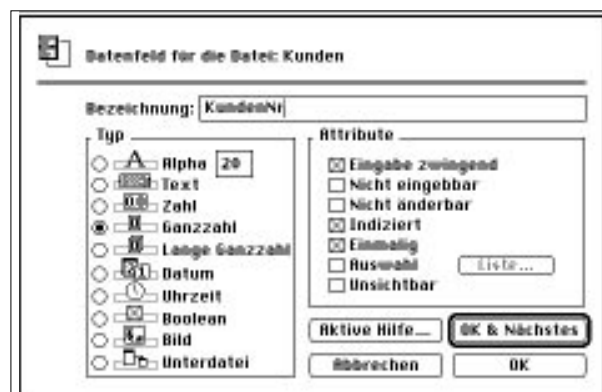 Datenfeld für die Datei: Kunden
Bezeichnung: KundenNr
Typ
Alpha 20
Text
Zahl
Ganzzahl
Lange Ganzzahl
Datum
Uhrzeit
Boolean
Bild
Unterdatei
Attribute
Eingabe zwingend
Nicht eingebbar
Nicht änderbar
Indiziert
Einmalig
Auswahl Liste...
Unsichtbar
Aktive Hilfe... OK & Nächstes
Abbrechen OK